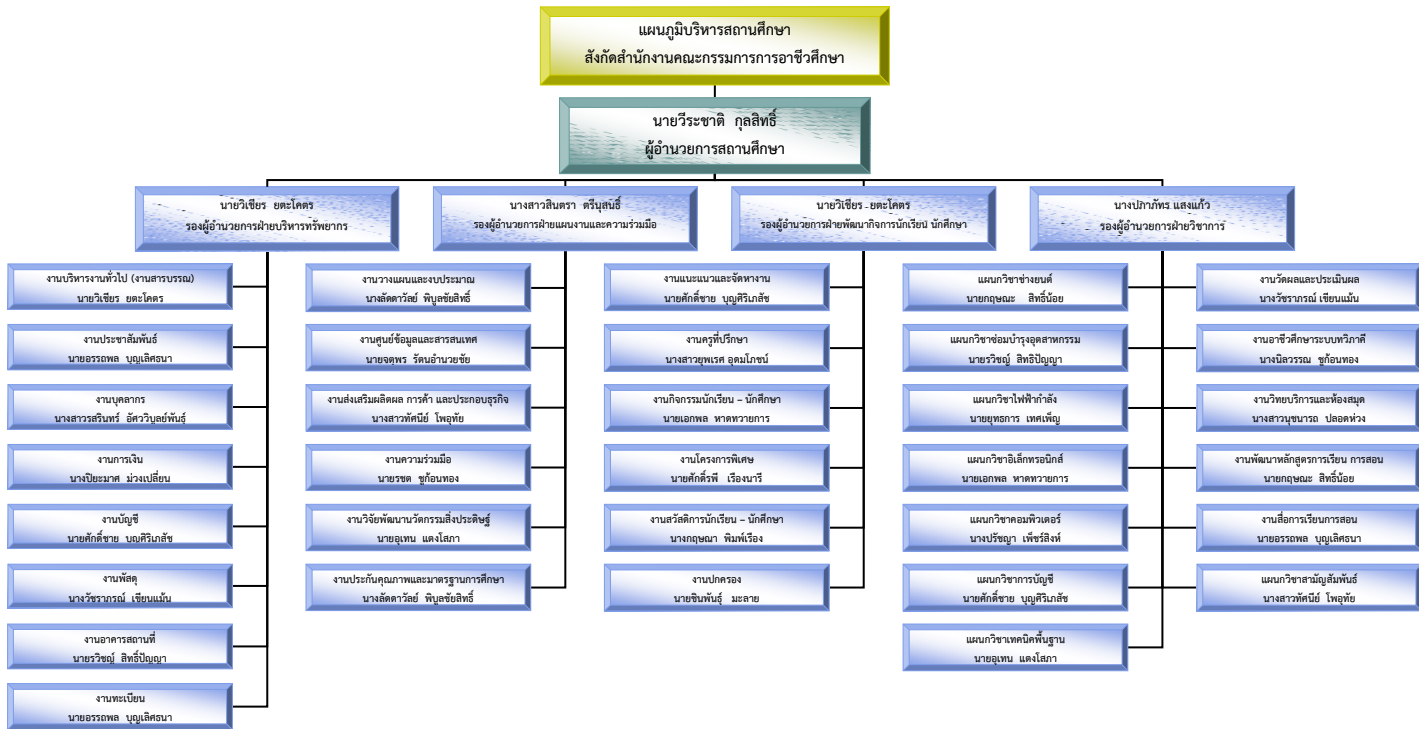 แผนภูมิบริหารสถานศึกษา
สังกัดสำนักงานคณะกรรมการการอาชีวศึกษา
นายวีระชาติ กุลสิทธิ์
ผู้อำนวยการสถานศึกษา
นายวิเชียร ยตะโคตร
รองผู้อำนวยการฝ่ายบริหารทรัพยากร
นางสาวสินตรา ตรีนุสนธิ์
รองผู้อำนวยการฝ่ายแผนงานและความร่วมมือ
นายวิเชียร ยตะโคตร
รองผู้อำนวยการฝ่ายพัฒนากิจการนักเรียน นักศึกษา
นางปภาภัทร แสงแก้ว
รองผู้อำนวยการฝ่ายวิชาการ
งานบริหารงานทั่วไป (งานสารบรรณ)
นายวิเชียร ยตะโคตร
งานประชาสัมพันธ์
นายอรรถพล บุญเลิศธนา
งานบุคลากร
นางสาวรสรินทร์ อัศววิบูลย์พันธุ์
งานการเงิน
นางปิยะมาศ ม่วงเปลี่ยน
งานบัญชี
นายศักดิ์ชาย บุญศิริเภสัช
งานพัสดุ
นางวัชราภรณ์ เขียนแม้น
งานอาคารสถานที่
นายรวิชญ์ สิทธิ์ปัญญา
งานทะเบียน
นายอรรถพล บุญเลิศธนา
งานวางแผนและงบประมาณ
นางลัดดาวัลย์ พิบูลชัยสิทธิ์
งานศูนย์ข้อมูลและสารสนเทศ
นายจตุพร รัตนอำนวยชัย
งานส่งเสริมผลิตผล การค้า และประกอบธุรกิจ
นางสาวทัศนีย์ โพอุทัย
งานความร่วมมือ
นายรชต ชูก้อนทอง
งานวิจัยพัฒนานวัตกรรมสิ่งประดิษฐ์
นายอุเทน แตงโสภา
งานประกันคุณภาพและมาตรฐานการศึกษา
นางลัดดาวัลย์ พิบูลชัยสิทธิ์
งานแนะแนวและจัดหางาน
นายศักดิ์ชาย บุญศิริเภสัช
งานครูที่ปรึกษา
นางสาวยุพเรศ อุดมโภชน์
งานกิจกรรมนักเรียน – นักศึกษา
นายเอกพล หาดทวายการ
งานโครงการพิเศษ
นายศักดิ์รพี เรืองนารี
งานสวัสดิการนักเรียน – นักศึกษา
นางกฤษณา พิมพ์เรือง
งานปกครอง
นายชินพันธุ์ มะลาย
แผนกวิชาช่างยนต์
นายกฤษณะ สิทธิ์น้อย
แผนกวิชาซ่อมบำรุงอุตสาหกรรม
นายรวิชญ์ สิทธิปัญญา
แผนกวิชาไฟฟ้ากำลัง
นายยุทธการ เทศเพ็ญ
แผนกวิชาอิเล็กทรอนิกส์
นายเอกพล หาดทวายการ
แผนกวิชาคอมพิวเตอร์
นางปรัชญา เพ็ชร์สิงห์
แผนกวิชาการบัญชี
นายศักดิ์ชาย บุญศิริเภสัช
แผนกวิชาเทคนิคพื้นฐาน
นายอุเทน แตงโสภา
งานวัดผลและประเมินผล
นางวัชราภรณ์ เขียนแม้น
งานอาชีวศึกษาระบบทวิภาคี
นางนิลวรรณ ชูก้อนทอง
งานวิทยบริการและห้องสมุด
นางสาวนุชนารถ ปลอดห่วง
งานพัฒนาหลักสูตรการเรียน การสอน
นายกฤษณะ สิทธิ์น้อย
งานสื่อการเรียนการสอน
นายอรรถพล บุญเลิศธนา
แผนกวิชาสามัญสัมพันธ์
นางสาวทัศนีย์ โพอุทัย